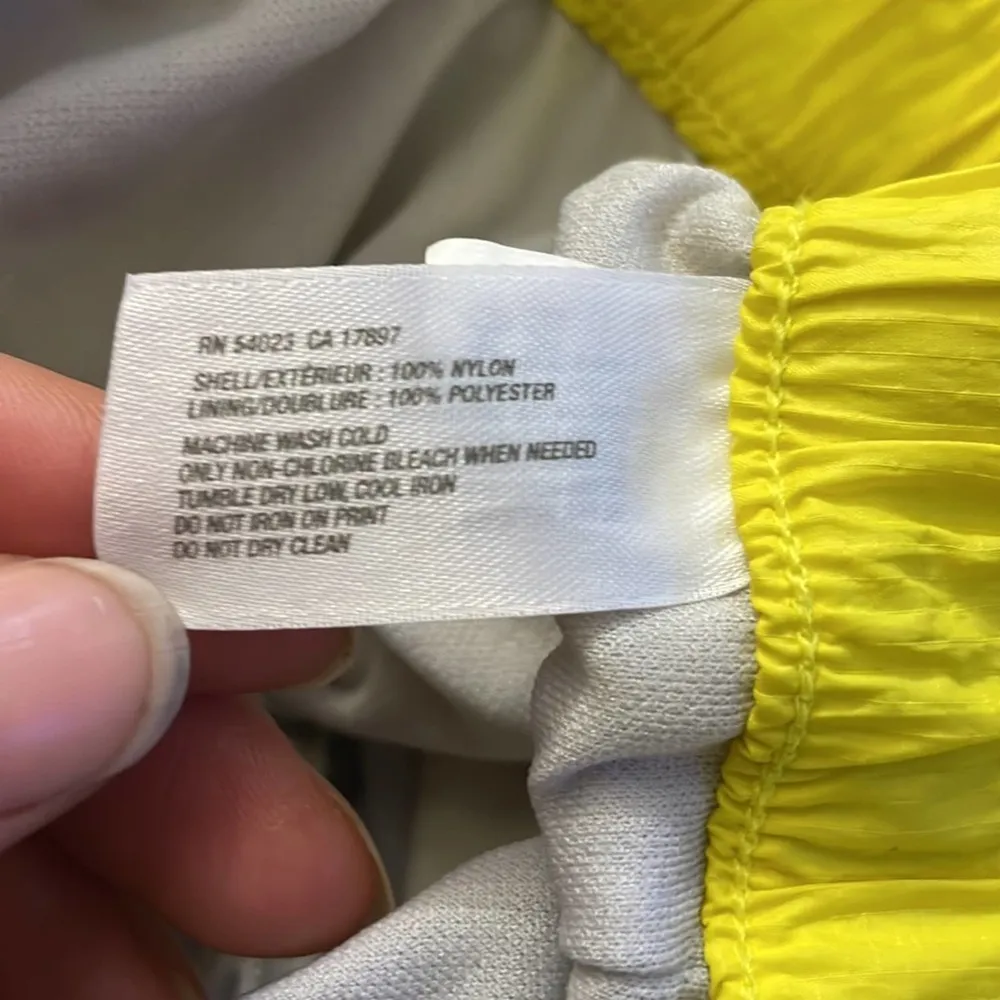 RN 54023 CA 17897
SHELL/EXTÉRIEUR : 100% NYLON
LINING/DOUBLURE : 100% POLYESTER
MACHINE WASH COLD
ONLY NON-CHLORINE BLEACH WHEN NEEDED
TUMBLE DRY LOW, COOL IRON
DO NOT IRON ON PRINT
DO NOT DRY CLEAN